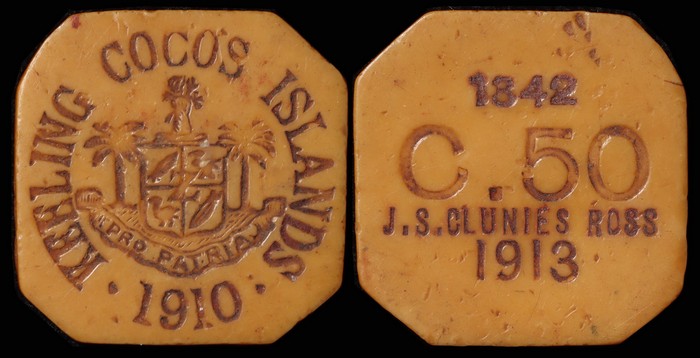 KEELING COCOS ISLANDS
PRO PATRIA
· 1910 ·
1842
C.50
J.S.CLUNIES ROSS
1913